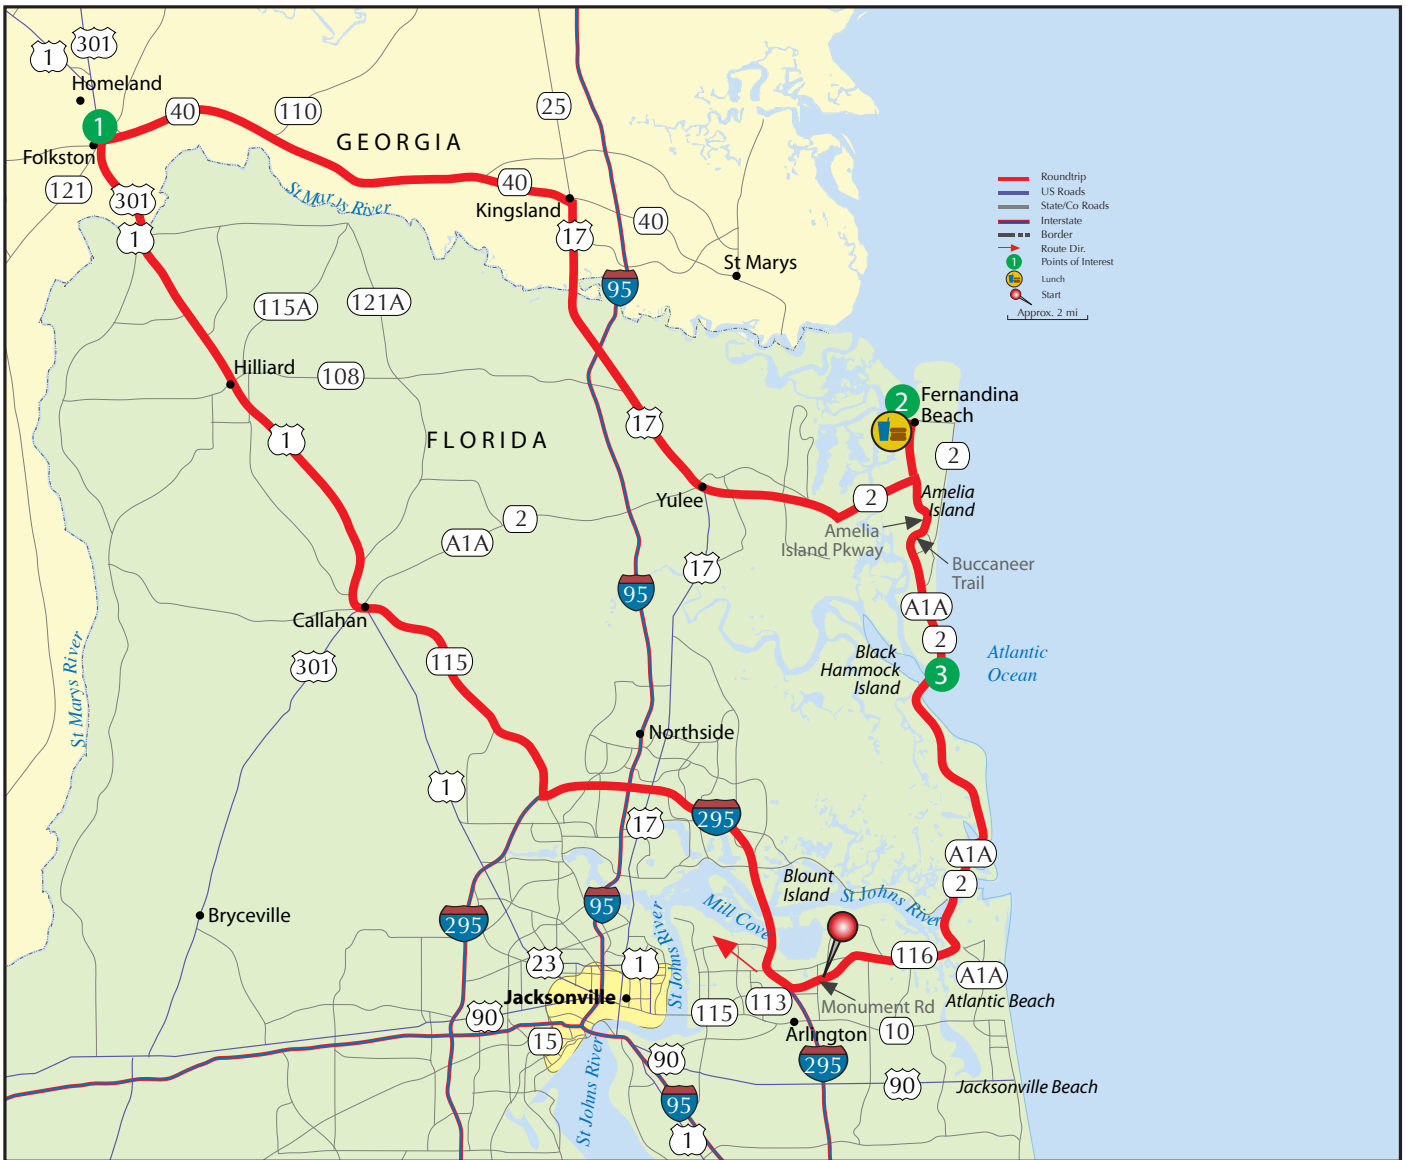 301
1
Homeland
1
40
110
25
GEORGIA
Folkston
121
301
St Marys River
40
Kingsland
40
17
1
St Marys
95
115A
121A
Hilliard
108
Roundtrip
US Roads
State/Co Roads
Interstate
Border
Route Dir.
1
Points of Interest
Lunch
Start
Approx. 2 mi
2
Fernandina
Beach
17
1
FLORIDA
2
Yulee
2
Amelia
Island
2
A1A
Amelia
Island Pkway
Buccaneer
Trail
17
95
A1A
Callahan
2
115
301
Black
Hammock
Island
3
Atlantic
Ocean
St Marys River
Northside
1
17
295
A1A
2
Blount
Island
St Johns River
Mill Cove
Bryceville
295
95
St Johns River
116
23
1
A1A
Jacksonville
113
Monument Rd
Atlantic Beach
90
115
Arlington
10
15
90
295
90
Jacksonville Beach
St Johns River
95
1